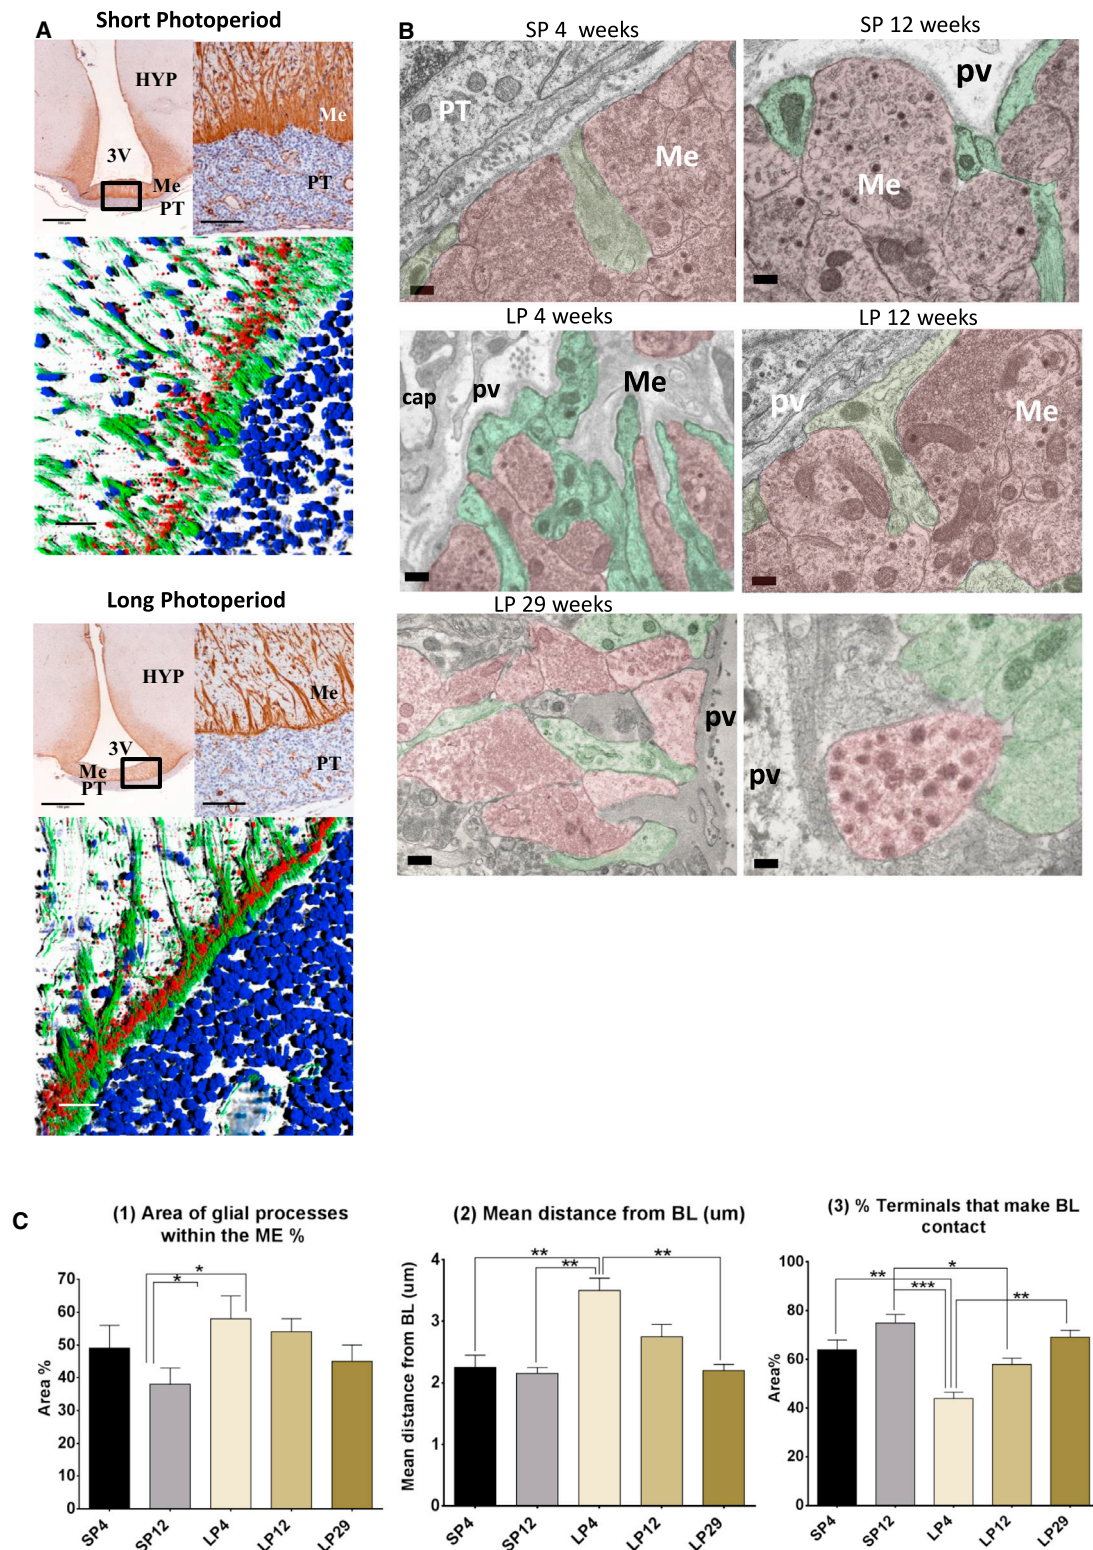 A
Short Photoperiod
HYP
3V
Me
PT
Me
PT
Long Photoperiod
HYP
3V
Me
PT
Me
PT
B
SP 4 weeks
PT
Me
SP 12 weeks
pv
Me
LP 4 weeks
cap
pv
Me
LP 12 weeks
pv
Me
LP 29 weeks
pv
pv
C
(1) Area of glial processes
within the ME %
Area %
70
60
50
40
30
20
10
0
*
*
SP4
SP12
LP4
LP12
LP29
(2) Mean distance from BL (um)
Mean distance from BL (um)
4
3
2
1
0
**
**
**
SP4
SP12
LP4
LP12
LP29
(3) % Terminals that make BL
contact
Area%
100
80
60
40
20
0
*
**
***
**
SP4
SP12
LP4
LP12
LP29